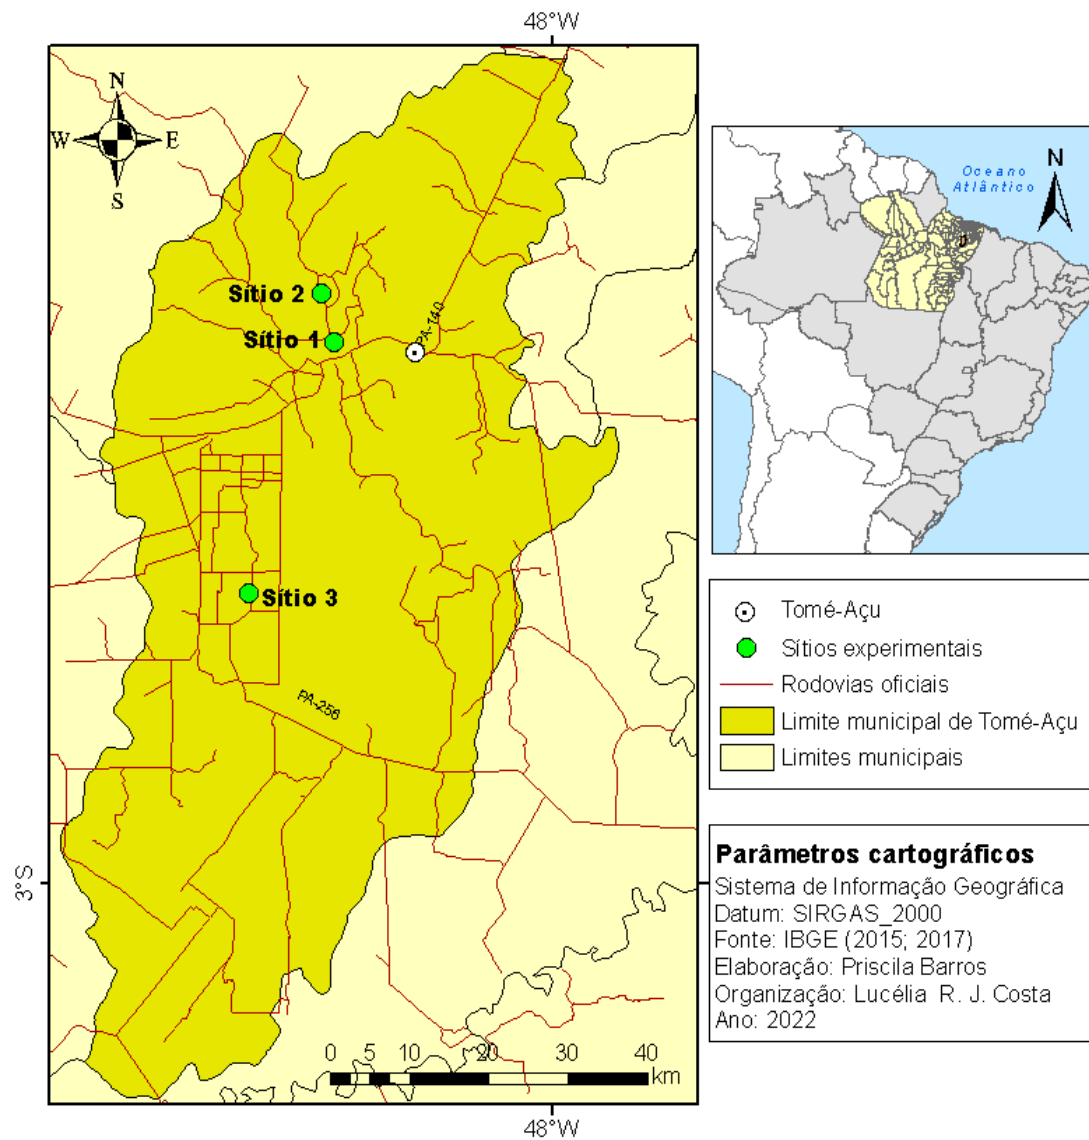 48°W
N
W
E
S
Sítio 2
Sítio 1
PA-140
Sítio 3
PA-256
3°S
0 5 10 20 30 40
km
48°W
Oceano
Atlântico
N
Tomé-Açu
Sítios experimentais
Rodovias oficiais
Limite municipal de Tomé-Açu
Limites municipais
Parâmetros cartográficos
Sistema de Informação Geográfica
Datum: SIRGAS_2000
Fonte: IBGE (2015; 2017)
Elaboração: Priscila Barros
Organização: Lucélia R. J. Costa
Ano: 2022